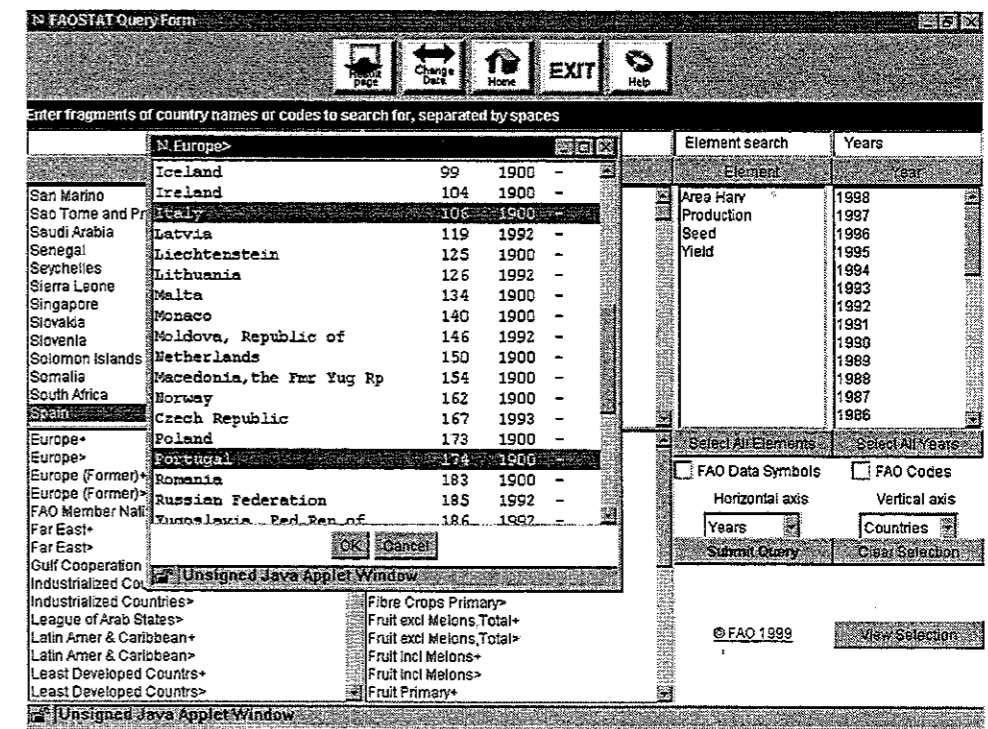 FAOSTAT Query Form
Result page
Change Data
Home
EXIT
Help
Enter fragments of country names or codes to search for, separated by spaces
Element search
Years
Element
Year
San Marino
Sao Tome and Pr
Saudi Arabia
Senegal
Seychelles
Sierra Leone
Singapore
Slovakia
Slovenia
Solomon Islands
Somalia
South Africa
Spain
Europe>
Iceland 99 1900 -
Ireland 104 1900 -
Italy 106 1900 -
Latvia 119 1992 -
Liechtenstein 125 1900 -
Lithuania 126 1992 -
Malta 134 1900 -
Monaco 140 1900 -
Moldova, Republic of 146 1992 -
Netherlands 150 1900 -
Macedonia,the Fmr Yug Rp 154 1900 -
Norway 162 1900 -
Czech Republic 167 1993 -
Poland 173 1900 -
Portugal 174 1900 -
Romania 183 1900 -
Russian Federation 185 1992 -
Yugoslavia, Fed Rep of 186 1992 -
OK Cancel
Unsigned Java Applet Window
Area Harv
Production
Seed
Yield
1998
1997
1996
1995
1994
1993
1992
1991
1990
1989
1988
1987
1986
Europe+
Europe>
Europe (Former)+
Europe (Former)>
FAO Member Nati
Far East+
Far East>
Gulf Cooperation
Industrialized Cou
Industrialized Countries>
League of Arab States>
Latin Amer & Caribbean+
Latin Amer & Caribbean>
Least Developed Countrs+
Least Developed Countrs>
Fibre Crops Primary>
Fruit excl Melons,Total+
Fruit excl Melons,Total>
Fruit Incl Melons+
Fruit Incl Melons>
Fruit Primary+
Select All Elements
Select All Years
FAO Data Symbols
FAO Codes
Horizontal axis
Vertical axis
Years
Countries
Submit Query
Clear Selection
© FAO 1999
View Selection
Unsigned Java Applet Window